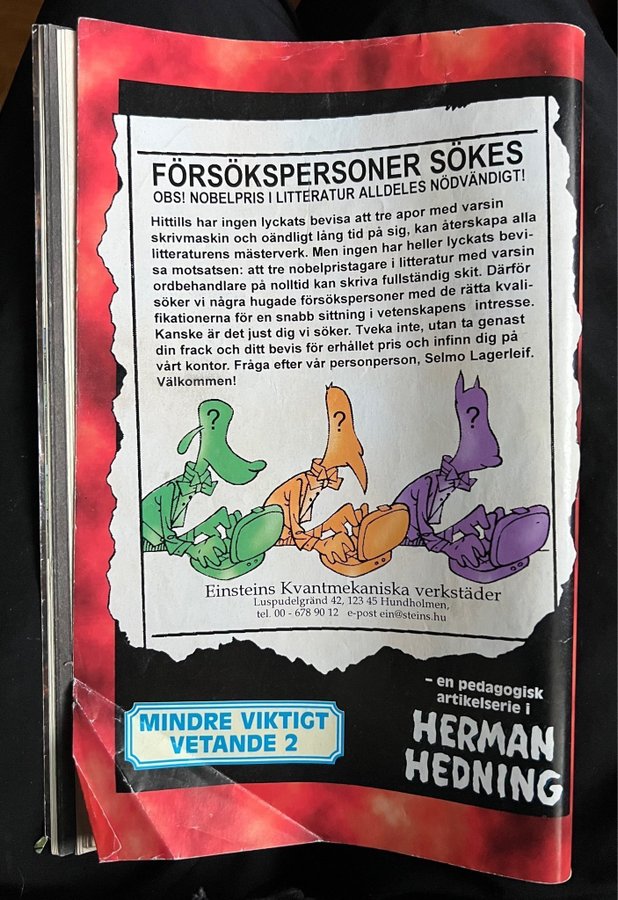 FÖRSÖKSPERSONER SÖKES
OBS! NOBELPRIS I LITTERATUR ALLDELES NÖDVÄNDIGT!
Hittills har ingen lyckats bevisa att tre apor med varsin
skrivmaskin och oändligt lång tid på sig, kan återskapa alla
litteraturens mästerverk. Men ingen har heller lyckats bevi-
sa motsatsen: att tre nobelpristagare i litteratur med varsin
ordbehandlare på nolltid kan skriva fullständig skit. Därför
söker vi några hugade försökspersoner med de rätta kvali-
fikationerna för en snabb sittning i vetenskapens intresse.
Kanske är det just dig vi söker. Tveka inte, utan ta genast
din frack och ditt bevis för erhållet pris och infinn dig på
vårt kontor. Fråga efter vår personperson, Selmo Lagerleif.
Välkommen!
? ? ?
Einsteins Kvantmekaniska verkstäder
Luspudelgränd 42, 123 45 Hundholmen,
tel. 00 - 678 90 12 e-post ein@steins.hu
– en pedagogisk
artikelserie i
HERMAN
HEDNING
MINDRE VIKTIGT
VETANDE 2